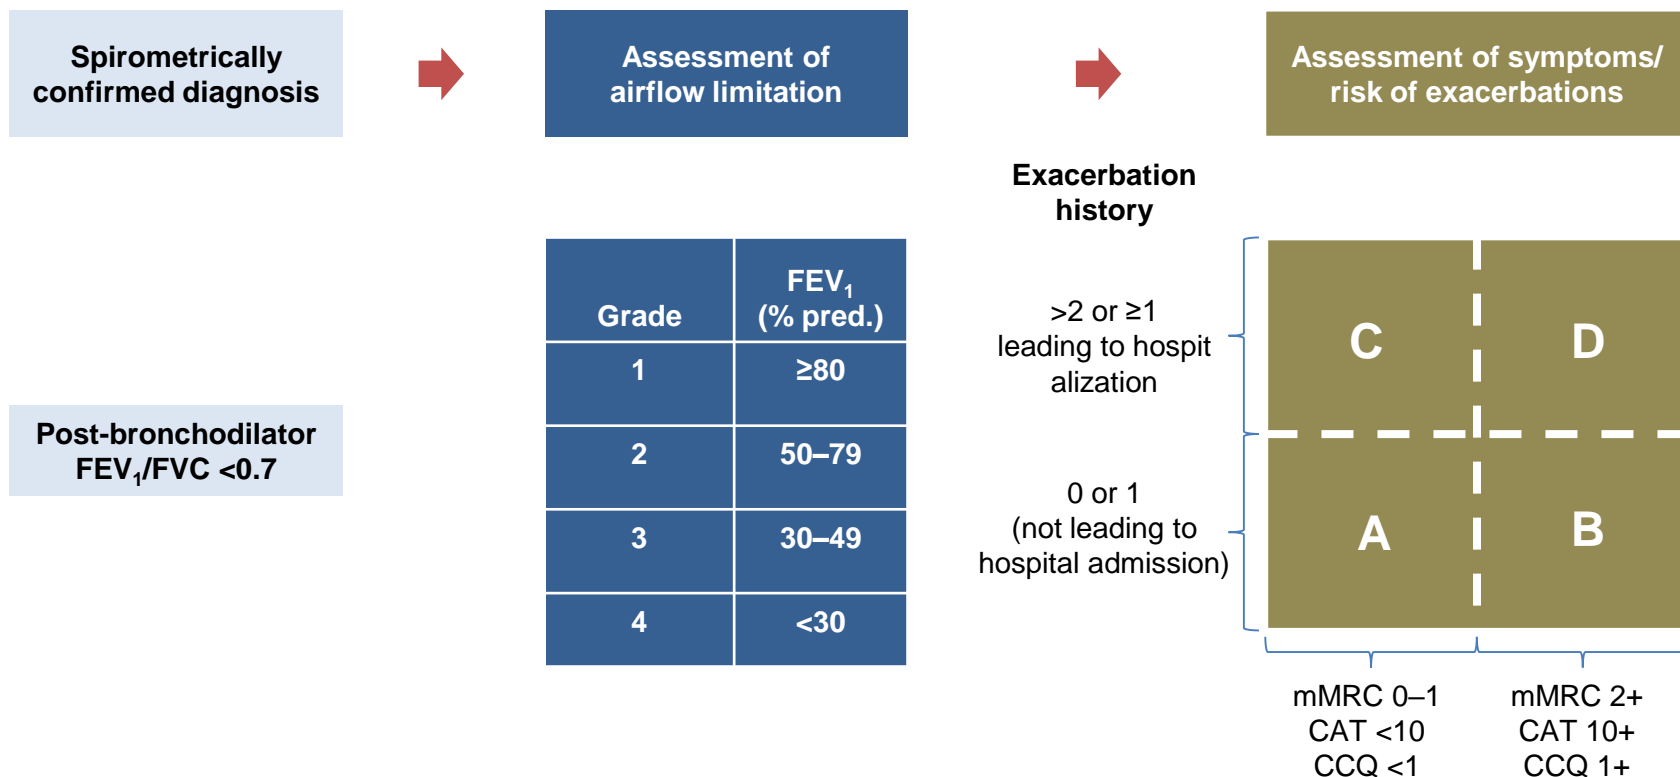 Spirometrically
confirmed diagnosis
Assessment of
airflow limitation
Assessment of symptoms/
risk of exacerbations
Post-bronchodilator
FEV₁/FVC <0.7
Grade
FEV₁
(% pred.)
1
≥80
2
50–79
3
30–49
4
<30
Exacerbation
history
>2 or ≥1
leading to hospit
alization
0 or 1
(not leading to
hospital admission)
C
D
A
B
mMRC 0–1
CAT <10
CCQ <1
mMRC 2+
CAT 10+
CCQ 1+